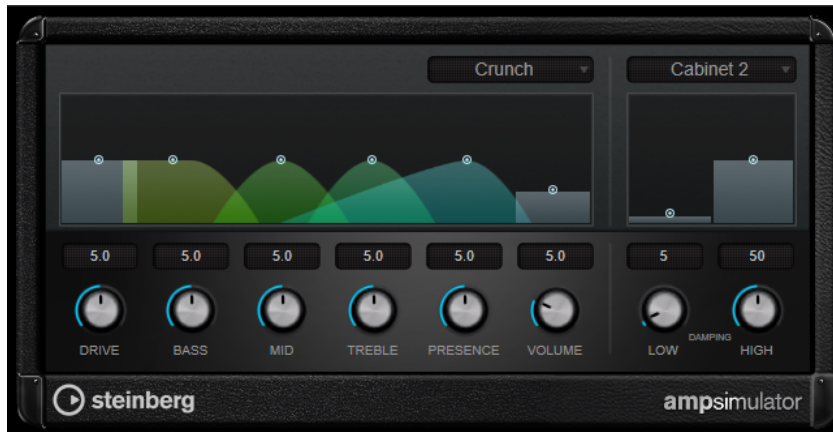 Crunch Cabinet 2
5.0 5.0 5.0 5.0 5.0 5.0 5 50
DRIVE BASS MID TREBLE PRESENCE VOLUME LOW DAMPING HIGH
steinberg ampsimulator